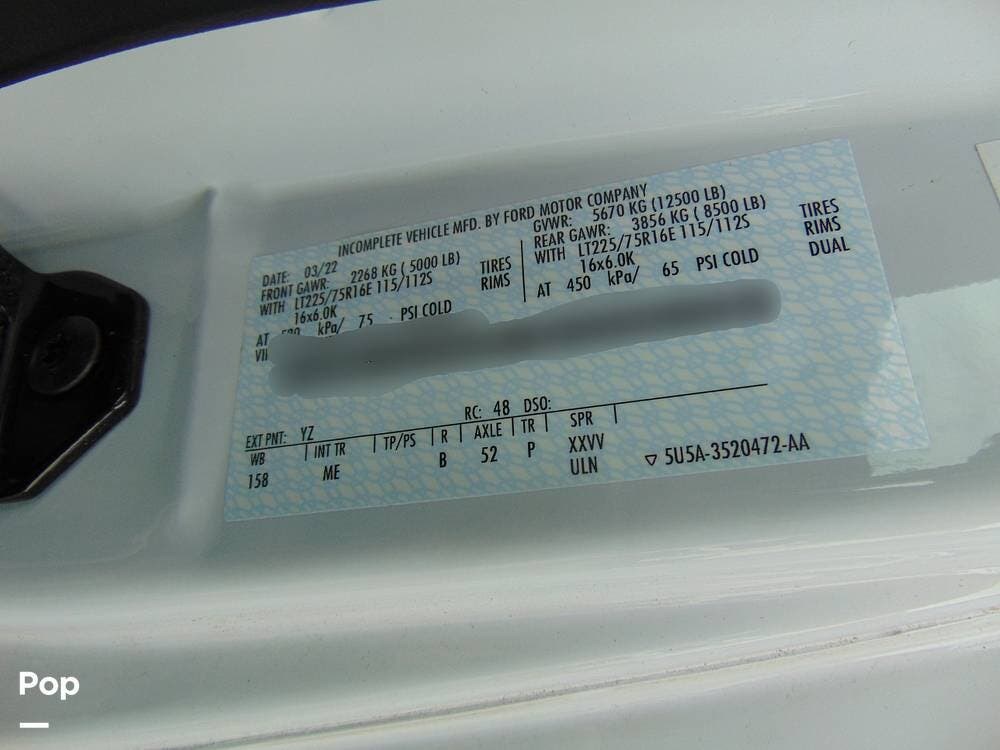 INCOMPLETE VEHICLE MFD. BY FORD MOTOR COMPANY
DATE: 03/22
FRONT GAWR: 2268 KG ( 5000 LB)
WITH LT225/75R16E 115/112S TIRES
16x6.0K RIMS
AT kPa/ 75 PSI COLD
GVWR: 5670 KG (12500 LB)
REAR GAWR: 3856 KG ( 8500 LB)
WITH LT225/75R16E 115/112S TIRES
16x6.0K RIMS
AT 450 kPa/ 65 PSI COLD DUAL
RC: 48 DSO:
EXT PNT: YZ
WB INT TR TP/PS R AXLE TR SPR
158 ME B 52 P XXVV
ULN ▽ 5U5A-3520472-AA
Pop